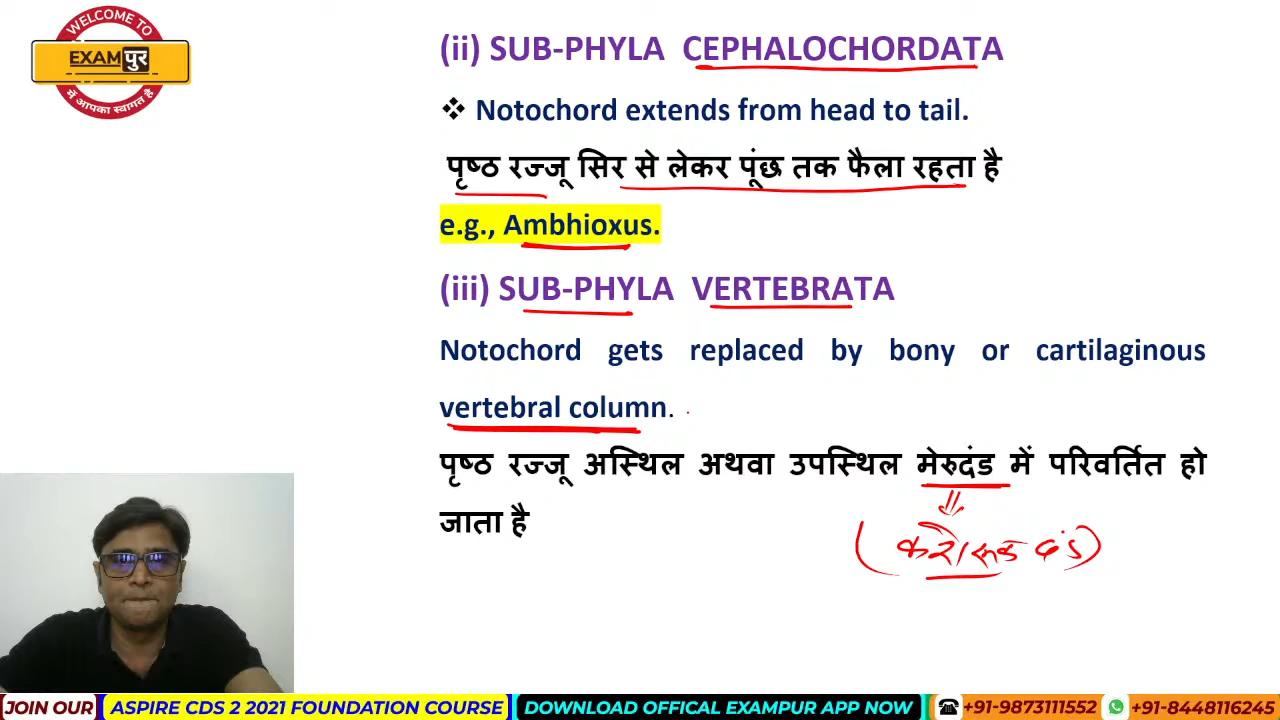 WELCOME TO
EXAMपुर
में आपका स्वागत है
(ii) SUB-PHYLA CEPHALOCHORDATA
❖ Notochord extends from head to tail.
पृष्ठ रज्जू सिर से लेकर पूंछ तक फैला रहता है
e.g., Ambhioxus.
(iii) SUB-PHYLA VERTEBRATA
Notochord gets replaced by bony or cartilaginous
vertebral column.
पृष्ठ रज्जू अस्थिल अथवा उपस्थिल मेरुदंड में परिवर्तित हो
जाता है
दंड)
JOIN OUR ASPIRE CDS 2 2021 FOUNDATION COURSE DOWNLOAD OFFICAL EXAMPUR APP NOW +91-9873111552 +91-8448116245